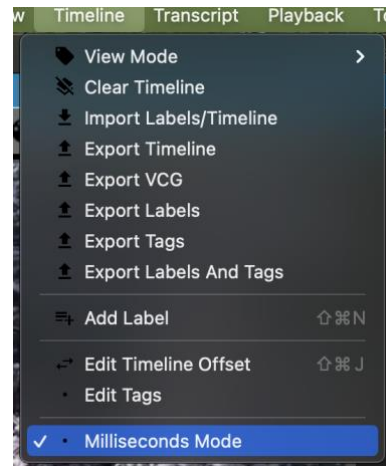 w Timeline Transcript Playback T
View Mode
Clear Timeline
Import Labels/Timeline
Export Timeline
Export VCG
Export Labels
Export Tags
Export Labels And Tags
Add Label ⇧⌘N
Edit Timeline Offset ⇧⌘J
Edit Tags
Milliseconds Mode